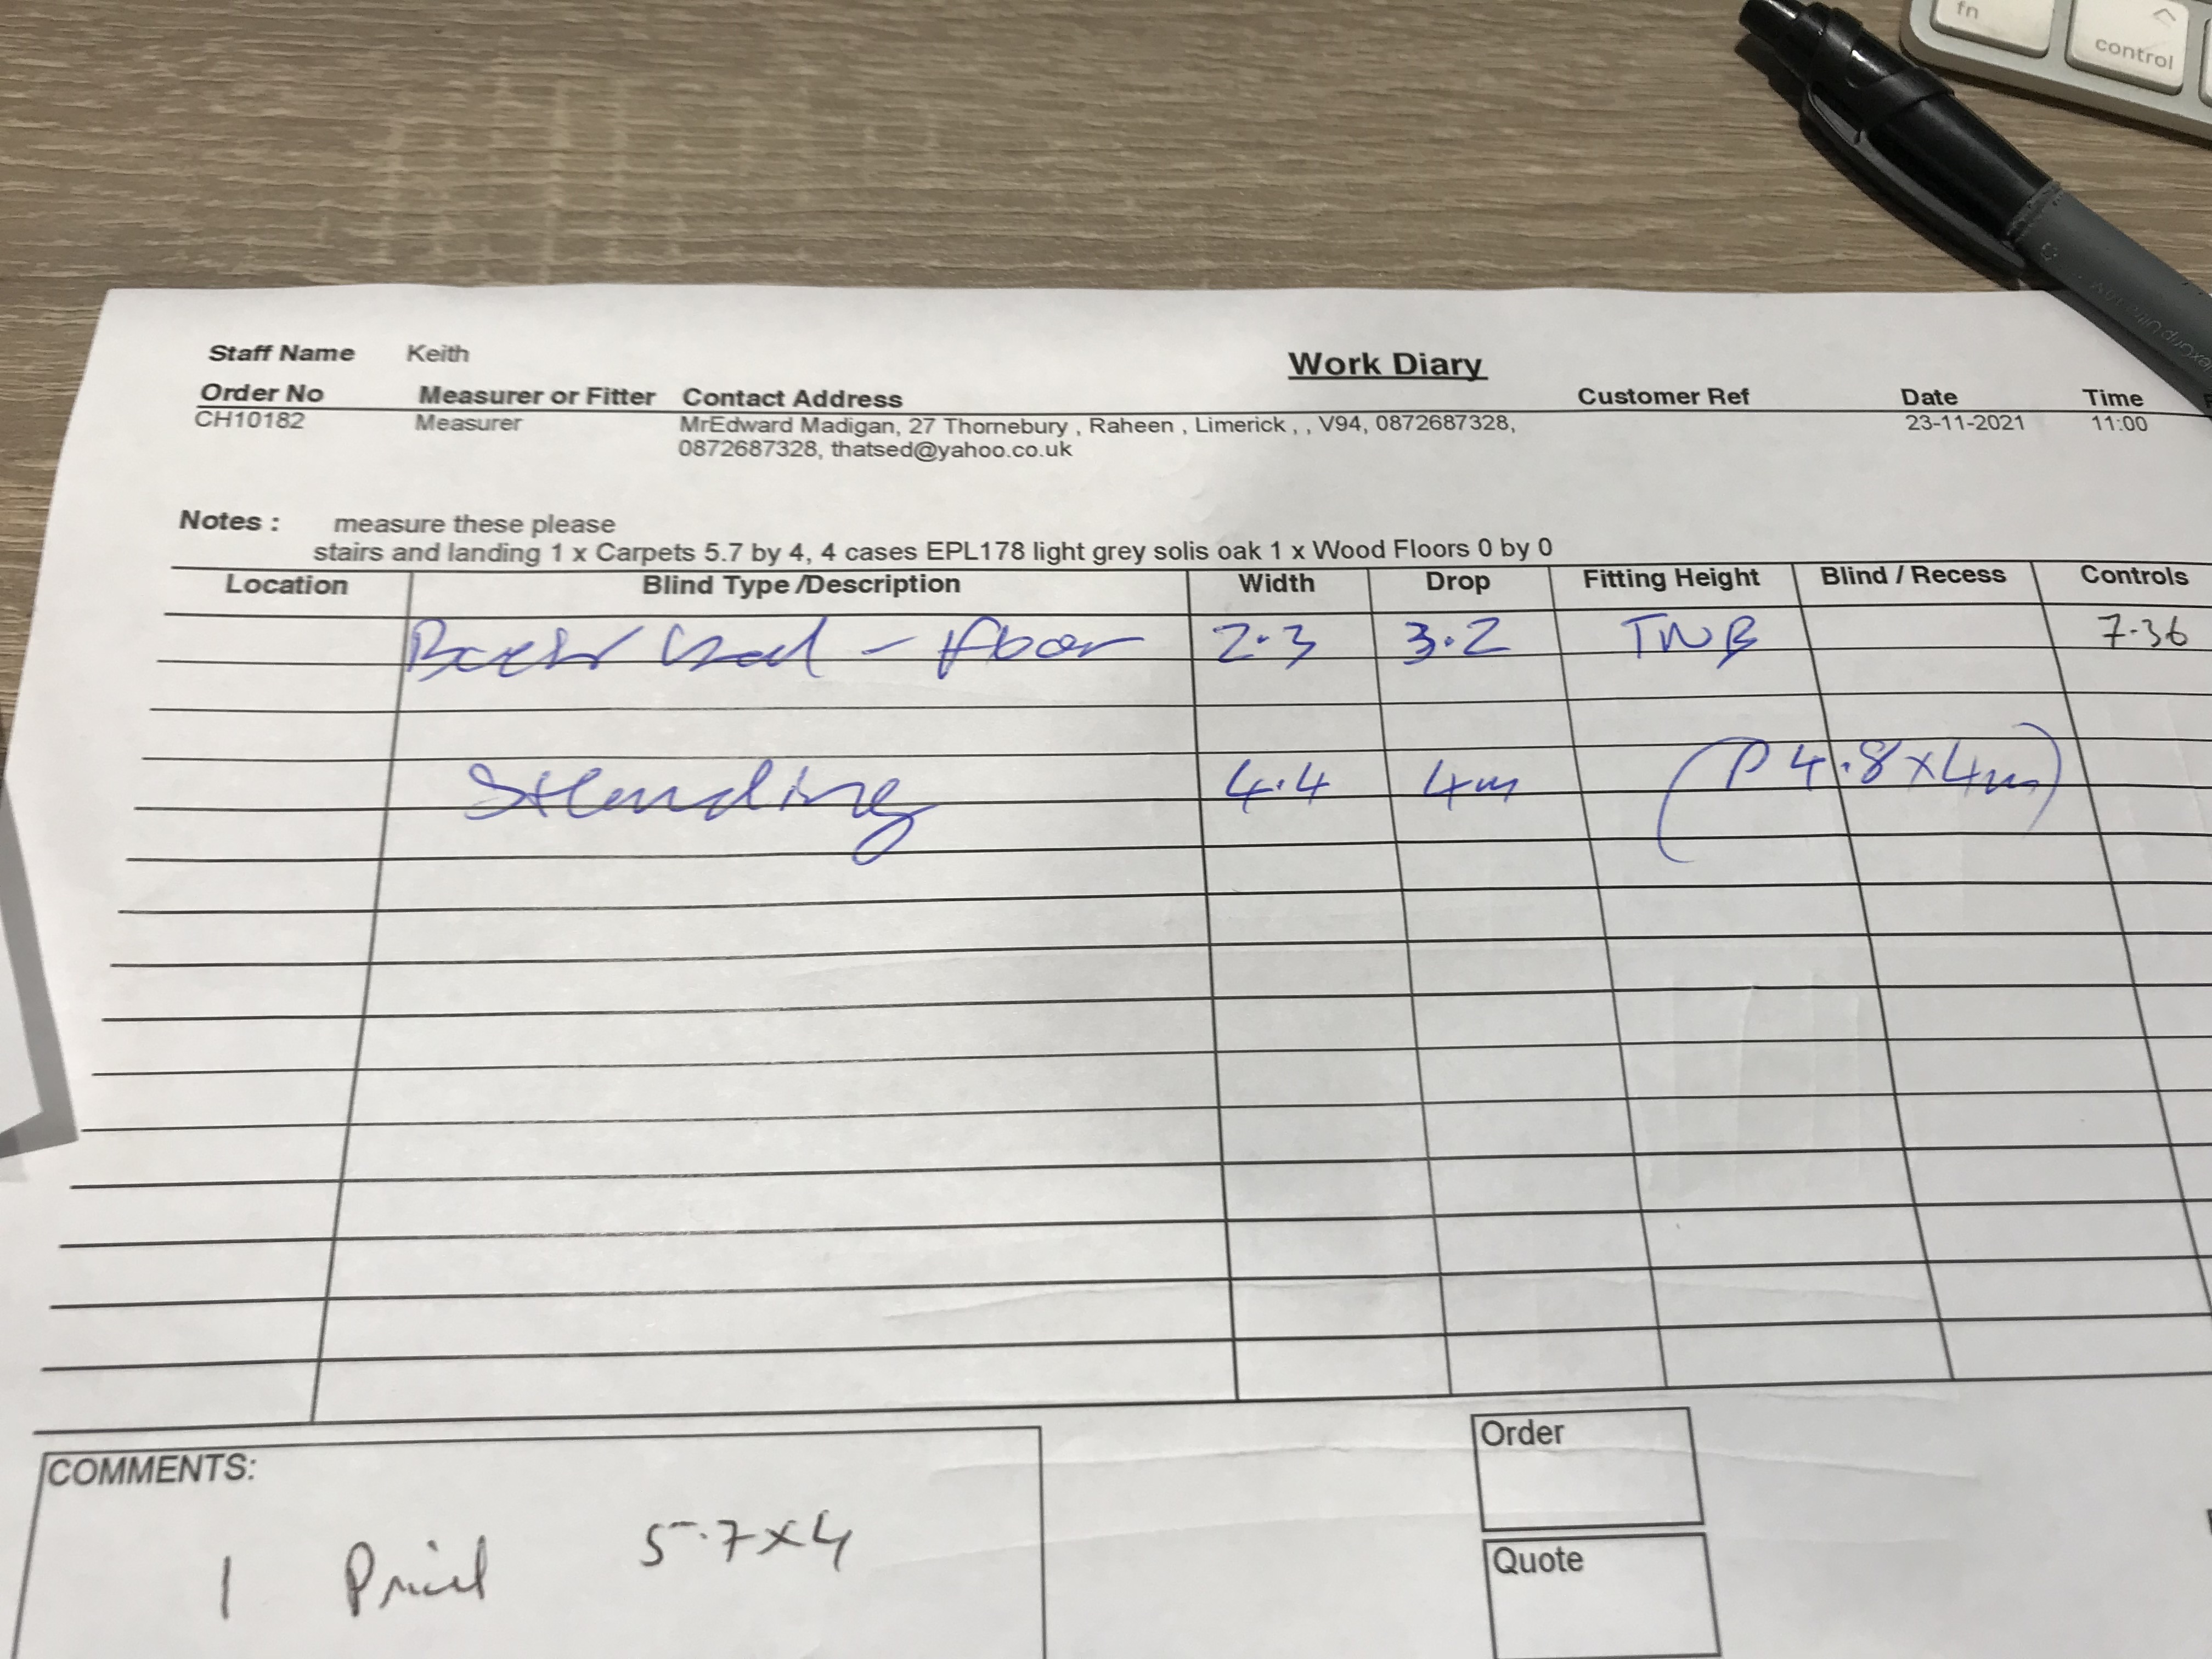 fn
control
Staff Name Keith
Work Diary
Order No Measurer or Fitter Contact Address Customer Ref Date Time
CH10182 Measurer MrEdward Madigan, 27 Thornebury , Raheen , Limerick , , V94, 0872687328, 23-11-2021 11:00
0872687328, thatsed@yahoo.co.uk
Notes : measure these please
stairs and landing 1 x Carpets 5.7 by 4, 4 cases EPL178 light grey solis oak 1 x Wood Floors 0 by 0
Location Blind Type /Description Width Drop Fitting Height Blind / Recess Controls
- floor 2.3 3.2 TWB 7.36
4.4 4m (P 4.8x4m)
COMMENTS:
1 Priced 5.7x4
Order
Quote